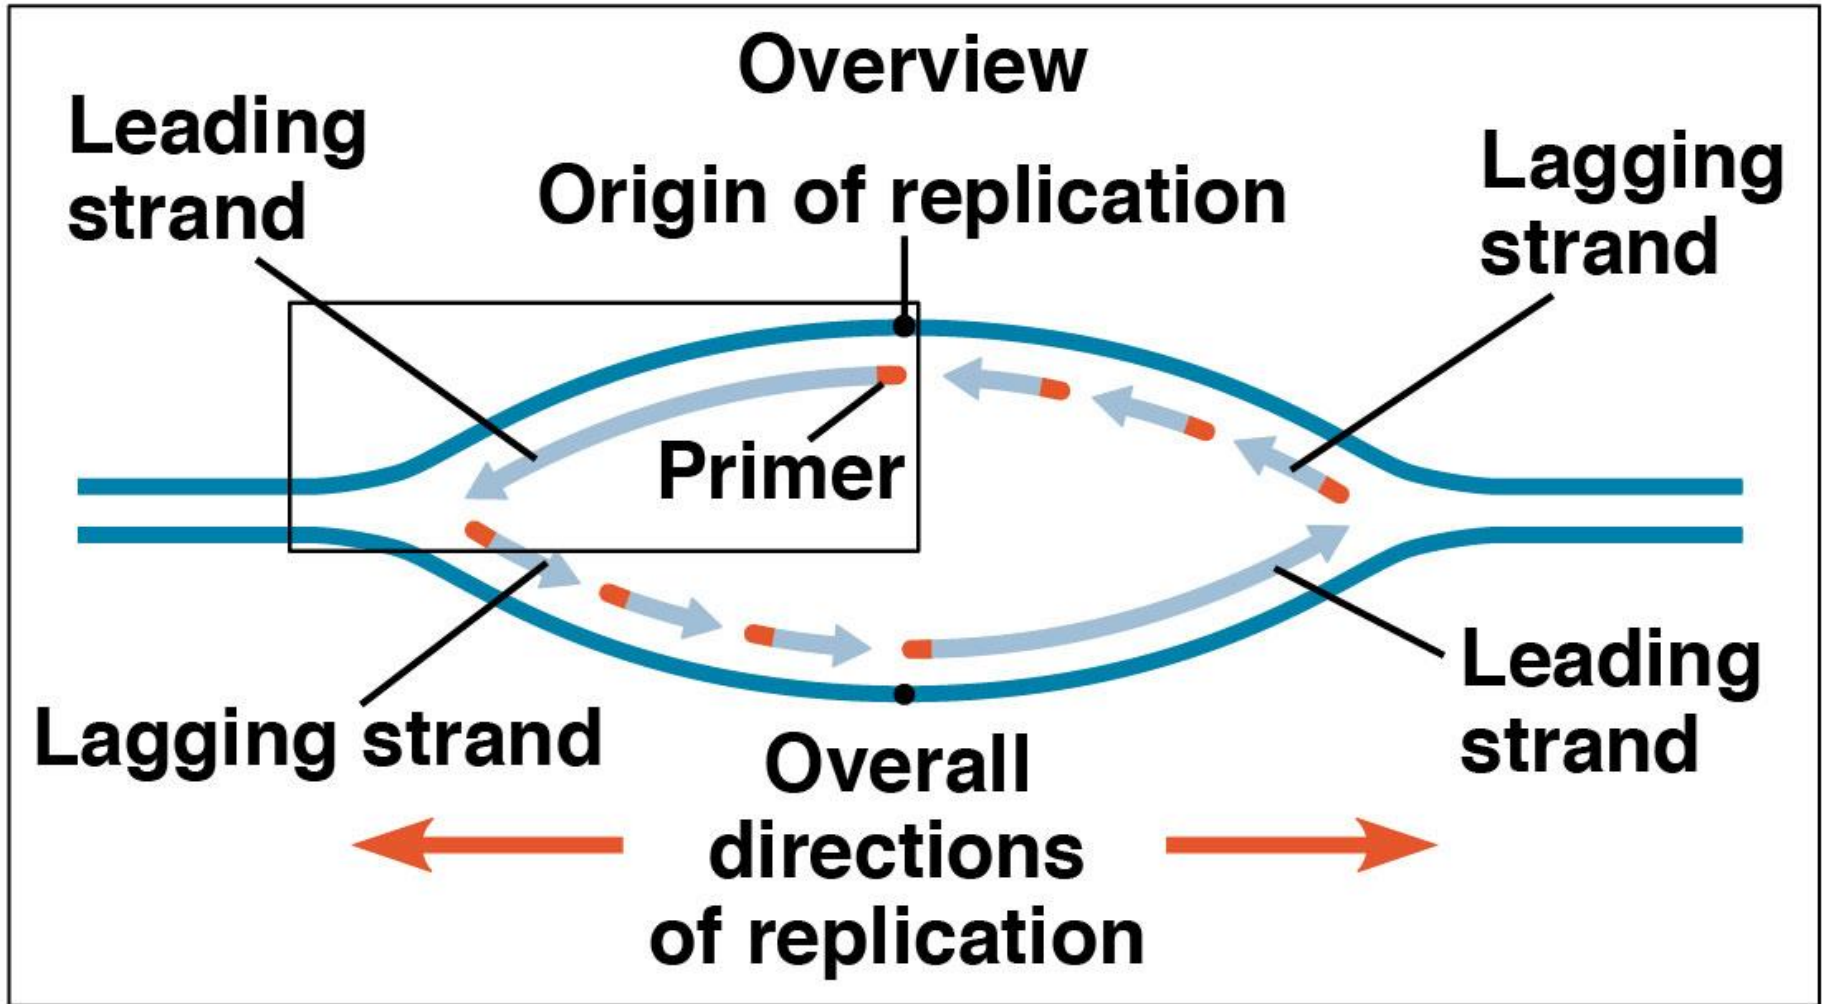 Overview
Leading
strand
Origin of replication
Lagging
strand
Primer
Lagging strand
Leading
strand
Overall
directions
of replication